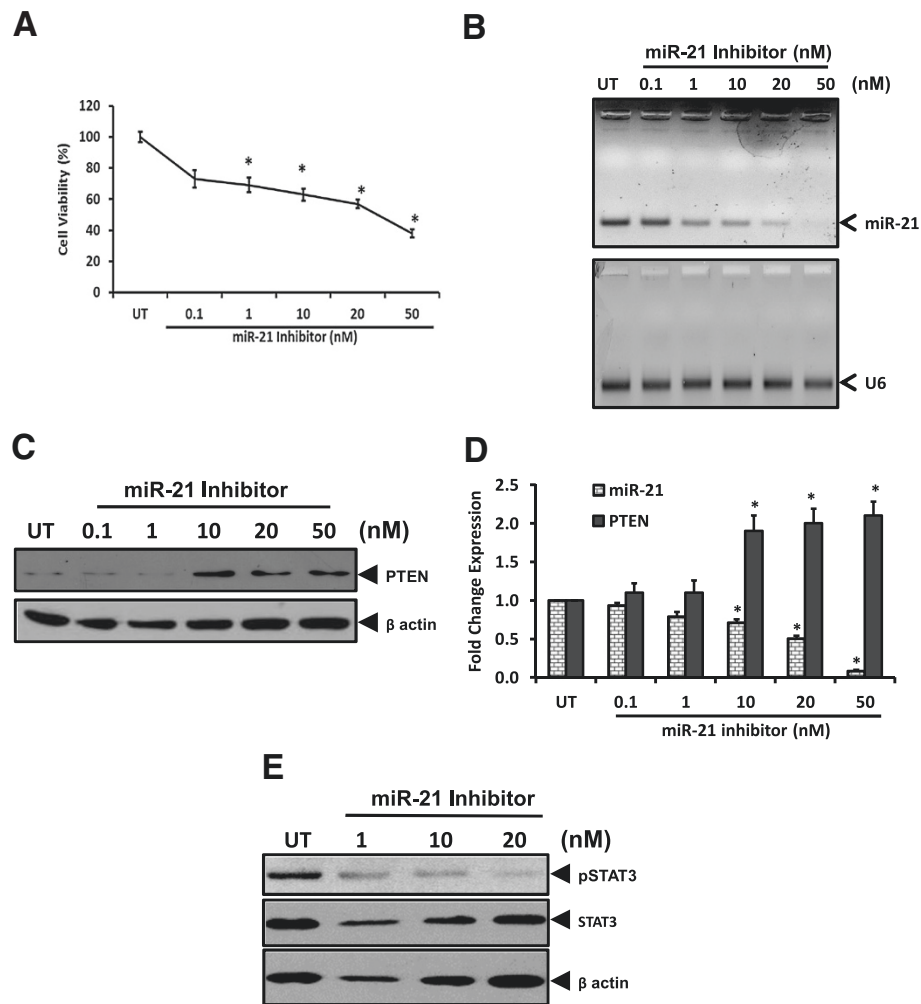 A
120
100
80
60
40
20
0
Cell Viability (%)
* * * *
UT 0.1 1 10 20 50
miR-21 Inhibitor (nM)
B
miR-21 Inhibitor (nM)
UT 0.1 1 10 20 50 (nM)
miR-21
U6
C
miR-21 Inhibitor
UT 0.1 1 10 20 50 (nM)
PTEN
β actin
D
miR-21
PTEN
2.5
2.0
1.5
1.0
0.5
0.0
Fold Change Expression
* * * * * *
UT 0.1 1 10 20 50
miR-21 inhibitor (nM)
E
miR-21 Inhibitor
UT 1 10 20 (nM)
pSTAT3
STAT3
β actin